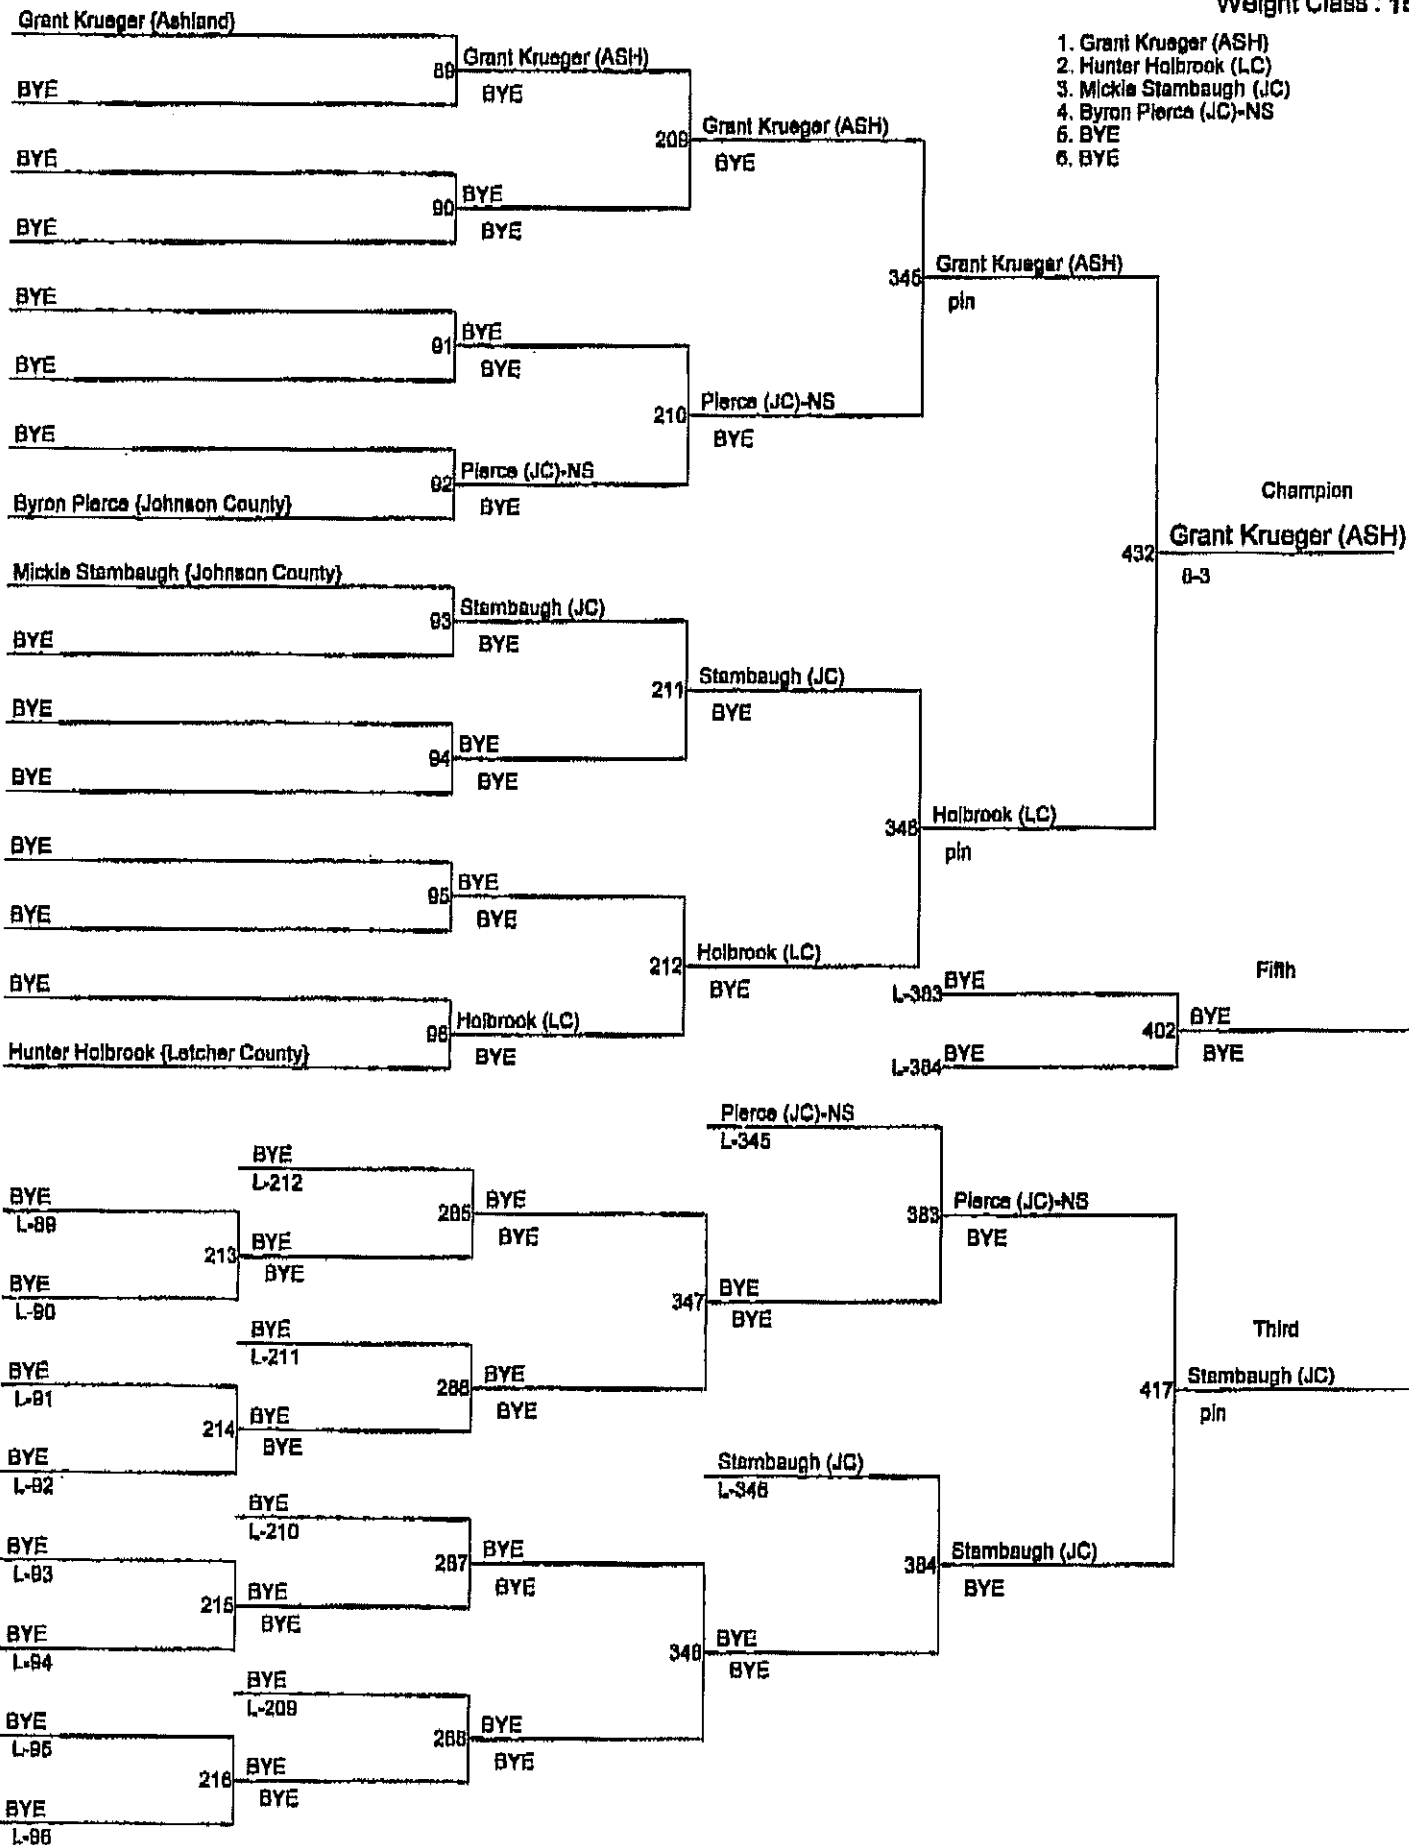 Weight Class : 18
1. Grant Krueger (ASH)
2. Hunter Holbrook (LC)
3. Mickie Stambaugh (JC)
4. Byron Pierce (JC)-NS
5. BYE
6. BYE
Grant Krueger {Ashland}
BYE
89 Grant Krueger (ASH)
BYE
BYE
BYE
90 BYE
BYE
209 Grant Krueger (ASH)
BYE
BYE
BYE
91 BYE
BYE
BYE
Byron Pierce {Johnson County}
92 Pierce (JC)-NS
BYE
210 Pierce (JC)-NS
BYE
345 Grant Krueger (ASH)
pin
Mickie Stambaugh {Johnson County}
BYE
93 Stambaugh (JC)
BYE
BYE
BYE
94 BYE
BYE
211 Stambaugh (JC)
BYE
BYE
BYE
95 BYE
BYE
BYE
Hunter Holbrook {Letcher County}
96 Holbrook (LC)
BYE
212 Holbrook (LC)
BYE
346 Holbrook (LC)
pin
Champion
432 Grant Krueger (ASH)
Fifth
L-383 BYE
L-384 BYE
402 BYE
BYE
BYE
L-89
BYE
L-90
BYE
L-212
213 BYE
BYE
285 BYE
BYE
BYE
L-91
BYE
L-92
BYE
L-211
214 BYE
BYE
286 BYE
BYE
347 BYE
BYE
Pierce (JC)-NS
L-345
383 Pierce (JC)-NS
BYE
BYE
L-93
BYE
L-94
BYE
L-210
215 BYE
BYE
287 BYE
BYE
BYE
L-95
BYE
L-96
BYE
L-209
216 BYE
BYE
288 BYE
BYE
348 BYE
BYE
Stambaugh (JC)
L-346
384 Stambaugh (JC)
BYE
Third
417 Stambaugh (JC)
pin